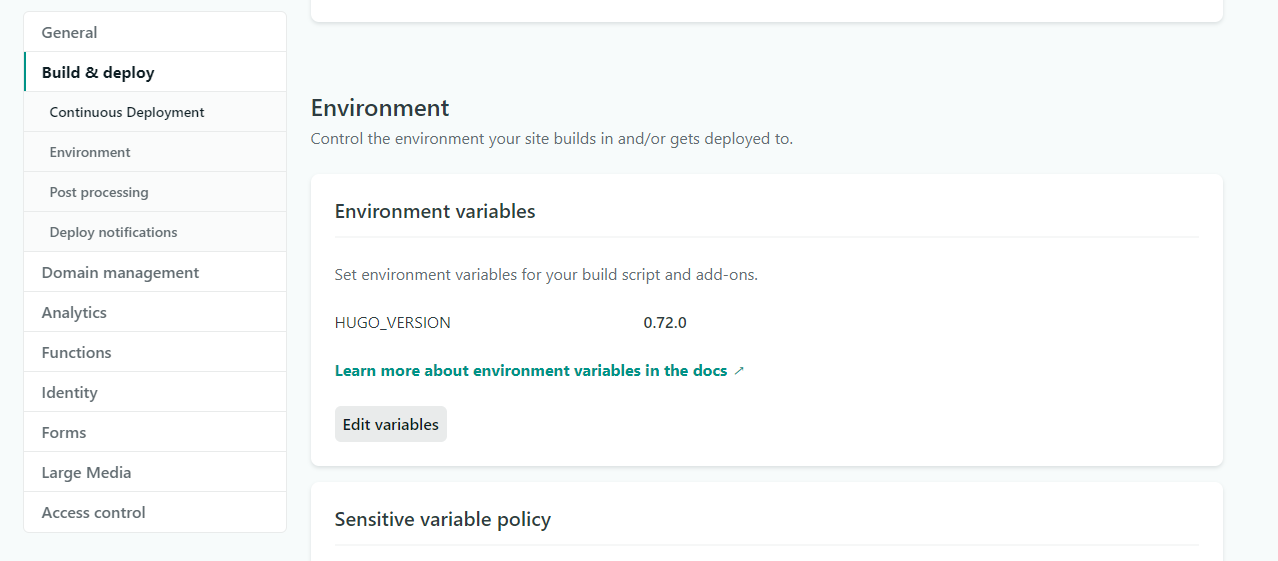 General
Build & deploy
Continuous Deployment
Environment
Post processing
Deploy notifications
Domain management
Analytics
Functions
Identity
Forms
Large Media
Access control
Environment
Control the environment your site builds in and/or gets deployed to.
Environment variables
Set environment variables for your build script and add-ons.
HUGO_VERSION 0.72.0
Learn more about environment variables in the docs ↗
Edit variables
Sensitive variable policy